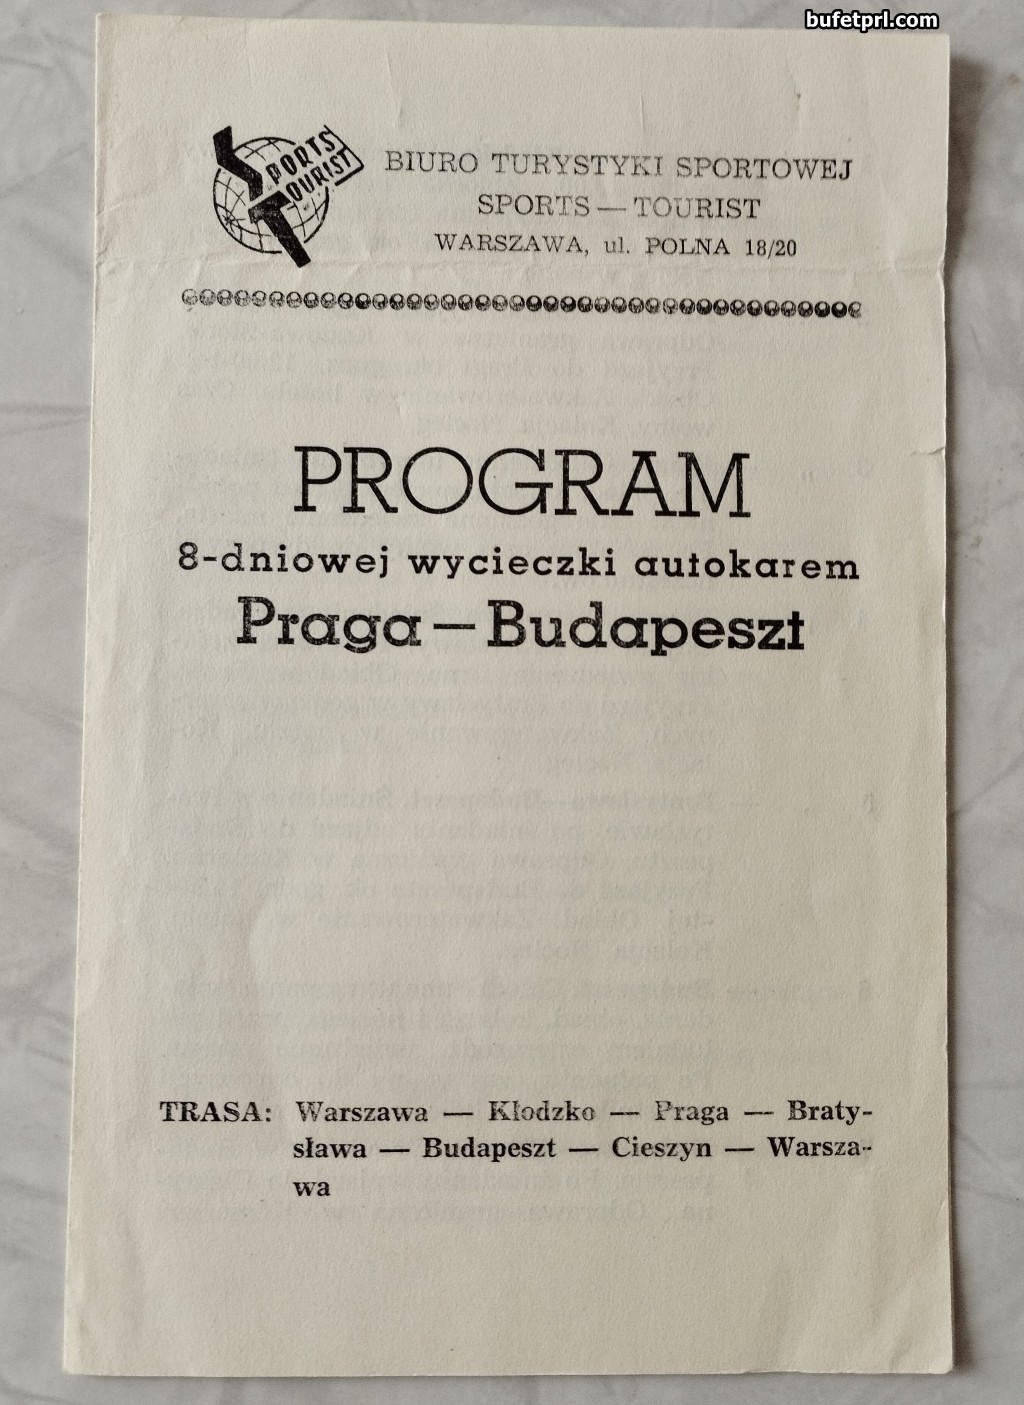 bufetprl.com
SPORTS
TOURIST
BIURO TURYSTYKI SPORTOWEJ
SPORTS — TOURIST
WARSZAWA, ul. POLNA 18/20
PROGRAM
8-dniowej wycieczki autokarem
Praga — Budapeszt
TRASA: Warszawa — Kłodzko — Praga — Braty-
sława — Budapeszt — Cieszyn — Warsza-
wa